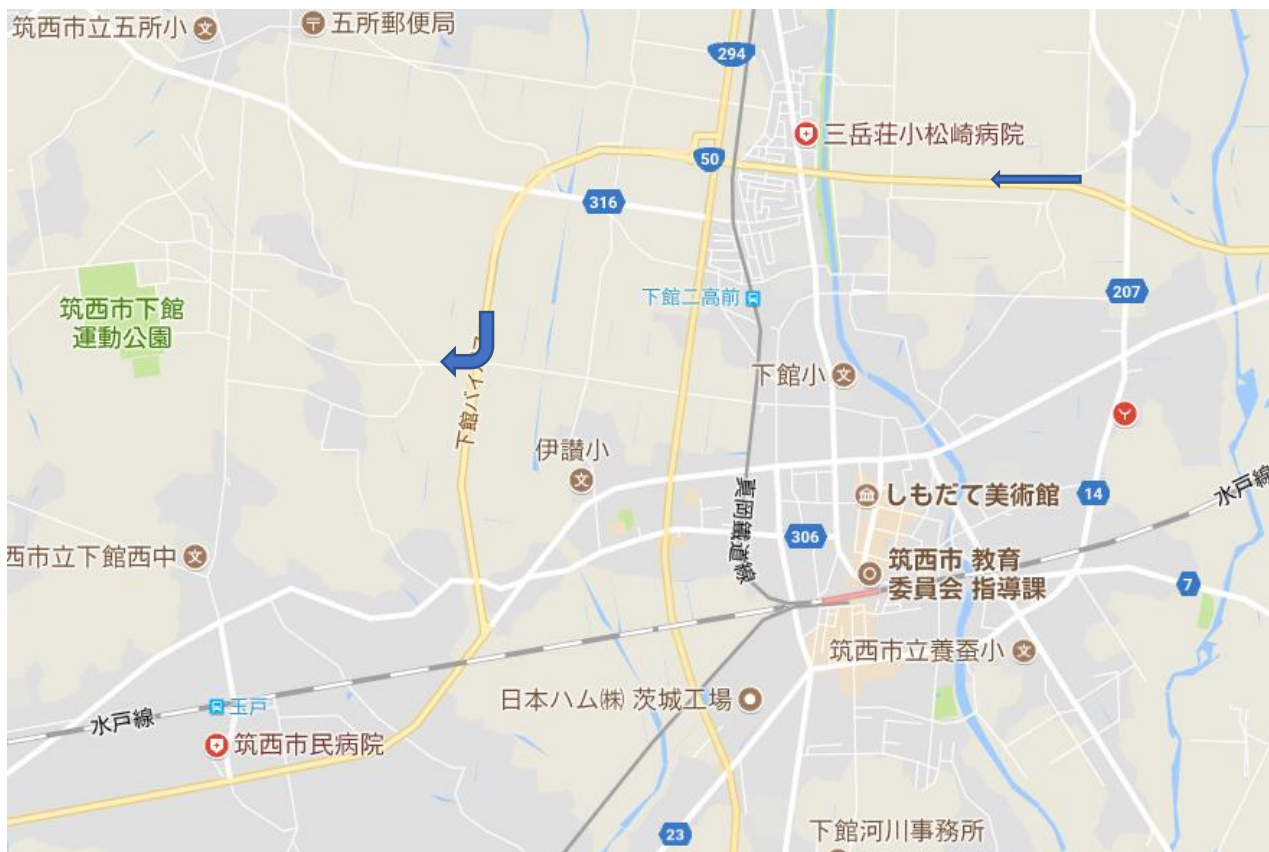 筑西市立五所小
五所郵便局
294
三岳荘小松崎病院
50
316
207
筑西市下館
運動公園
下館二高前
下館バイパス
下館小
伊讃小
しもだて美術館
14
水戸線
真岡鐵道線
306
西市立下館西中
筑西市 教育
委員会 指導課
7
筑西市立養蚕小
日本ハム㈱ 茨城工場
玉戸
水戸線
筑西市民病院
23
下館河川事務所